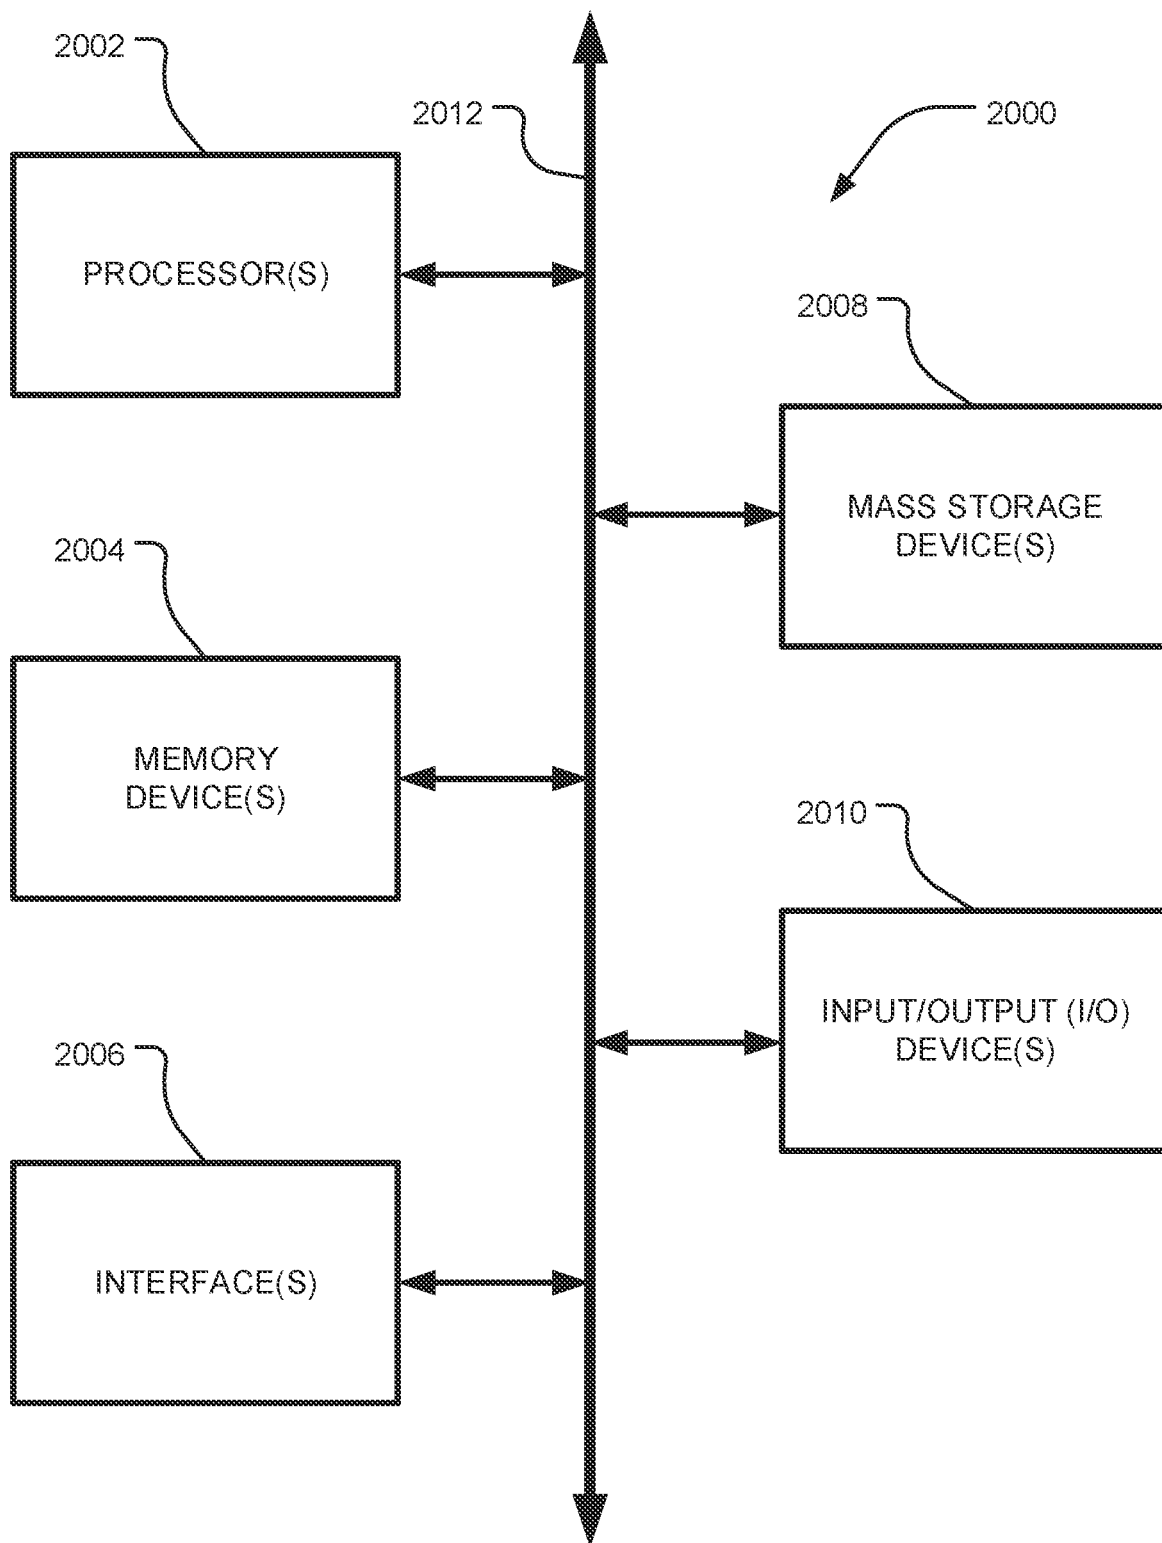 2002
2012
2000
PROCESSOR(S)
2008
MASS STORAGE
DEVICE(S)
2004
MEMORY
DEVICE(S)
2010
INPUT/OUTPUT (I/O)
DEVICE(S)
2006
INTERFACE(S)